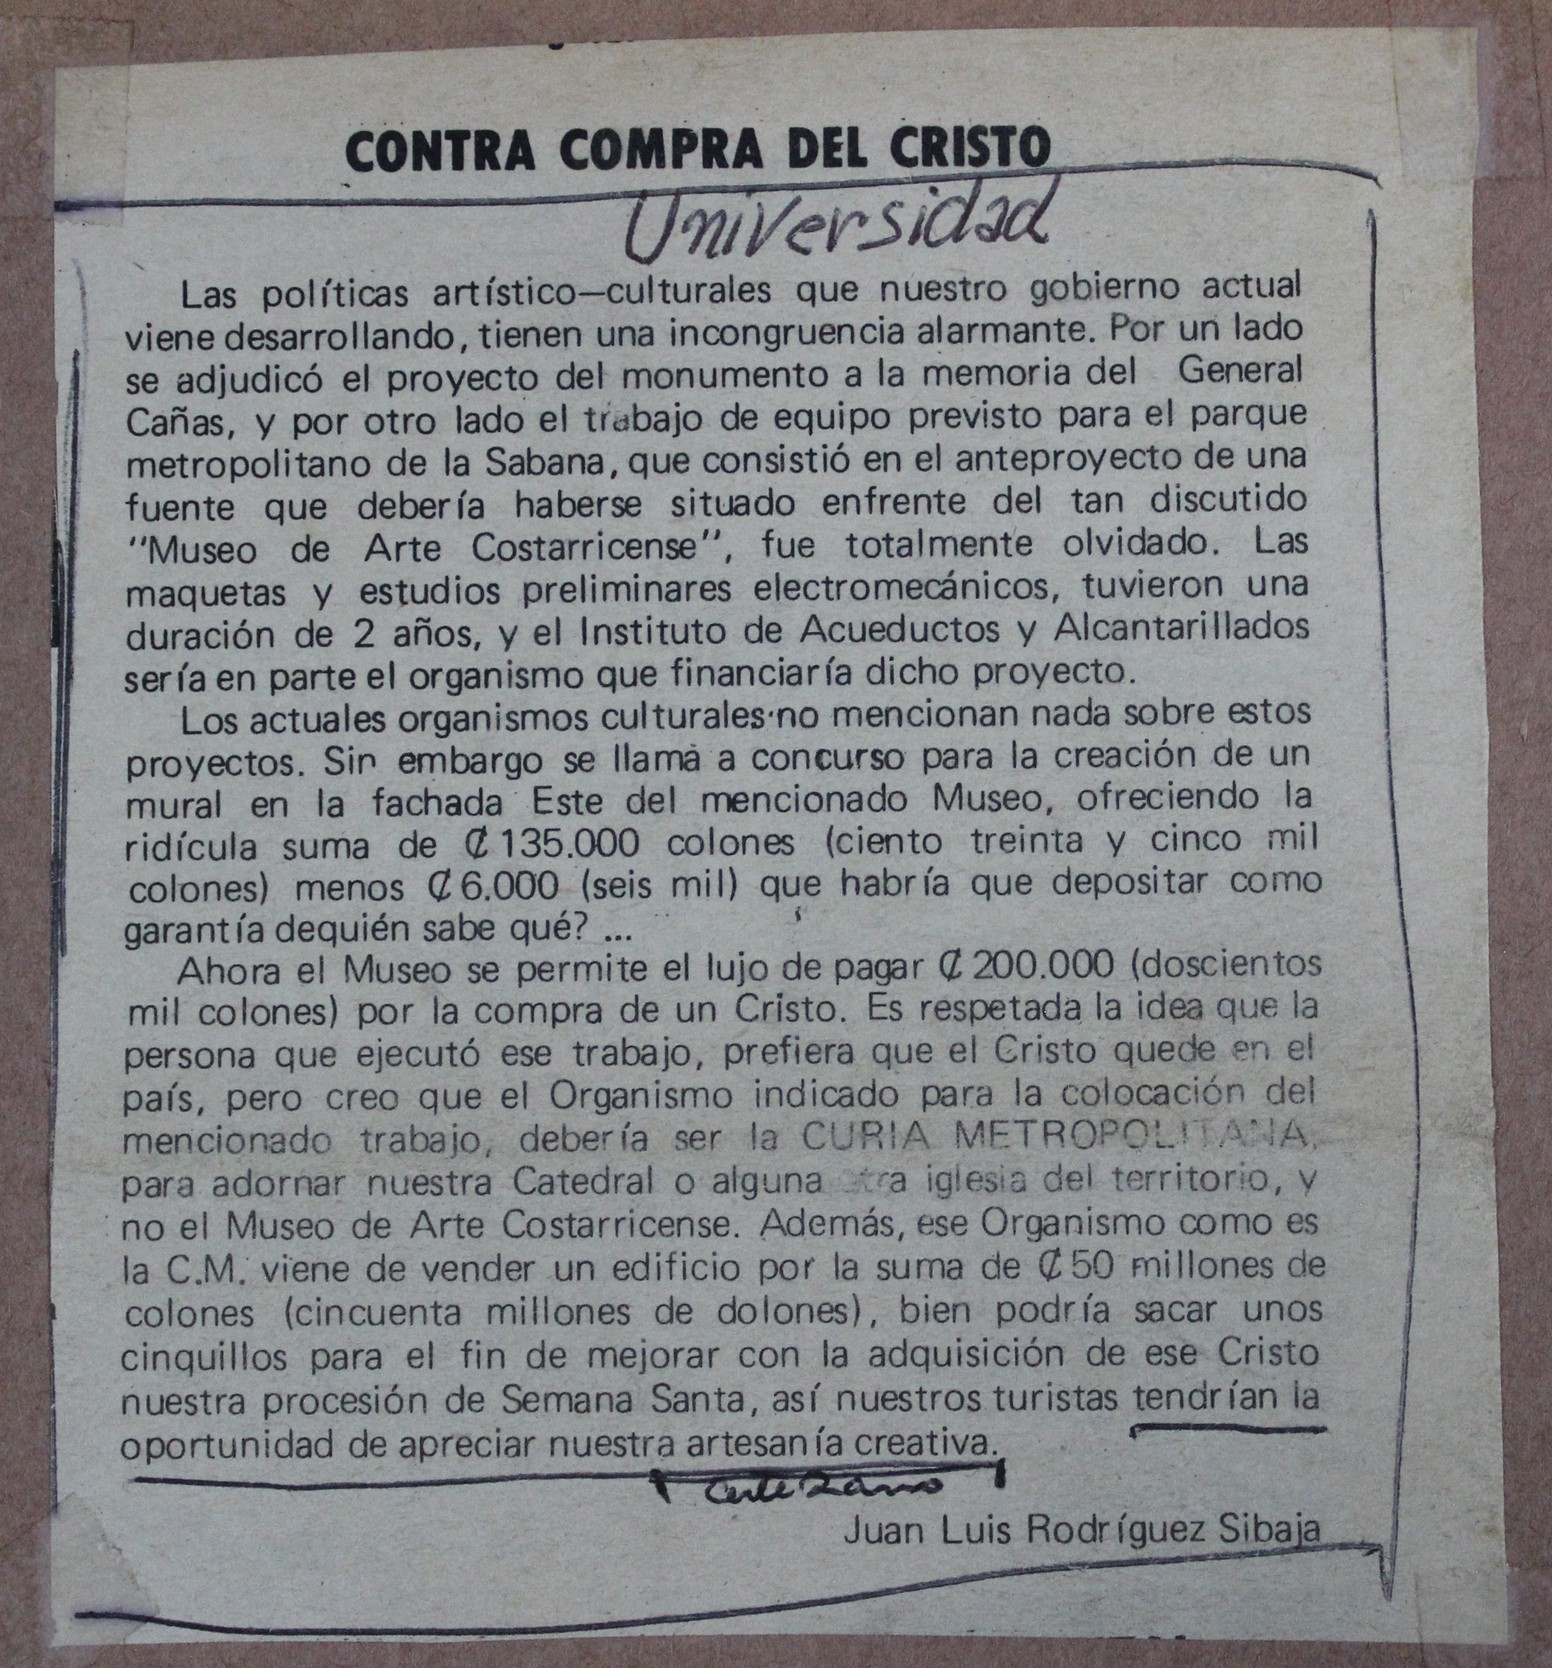 CONTRA COMPRA DEL CRISTO
Universidad
Las políticas artístico—culturales que nuestro gobierno actual
viene desarrollando, tienen una incongruencia alarmante. Por un lado
se adjudicó el proyecto del monumento a la memoria del General
Cañas, y por otro lado el trabajo de equipo previsto para el parque
metropolitano de la Sabana, que consistió en el anteproyecto de una
fuente que debería haberse situado enfrente del tan discutido
"Museo de Arte Costarricense", fue totalmente olvidado. Las
maquetas y estudios preliminares electromecánicos, tuvieron una
duración de 2 años, y el Instituto de Acueductos y Alcantarillados
sería en parte el organismo que financiaría dicho proyecto.
Los actuales organismos culturales no mencionan nada sobre estos
proyectos. Sin embargo se llama a concurso para la creación de un
mural en la fachada Este del mencionado Museo, ofreciendo la
ridícula suma de ₡135.000 colones (ciento treinta y cinco mil
colones) menos ₡6.000 (seis mil) que habría que depositar como
garantía dequién sabe qué? ...
Ahora el Museo se permite el lujo de pagar ₡200.000 (doscientos
mil colones) por la compra de un Cristo. Es respetada la idea que la
persona que ejecutó ese trabajo, prefiera que el Cristo quede en el
país, pero creo que el Organismo indicado para la colocación del
mencionado trabajo, debería ser la CURIA METROPOLITANA,
para adornar nuestra Catedral o alguna otra iglesia del territorio, y
no el Museo de Arte Costarricense. Además, ese Organismo como es
la C.M. viene de vender un edificio por la suma de ₡50 millones de
colones (cincuenta millones de dolones), bien podría sacar unos
cinquillos para el fin de mejorar con la adquisición de ese Cristo
nuestra procesión de Semana Santa, así nuestros turistas tendrían la
oportunidad de apreciar nuestra artesanía creativa.
Juan Luis Rodríguez Sibaja